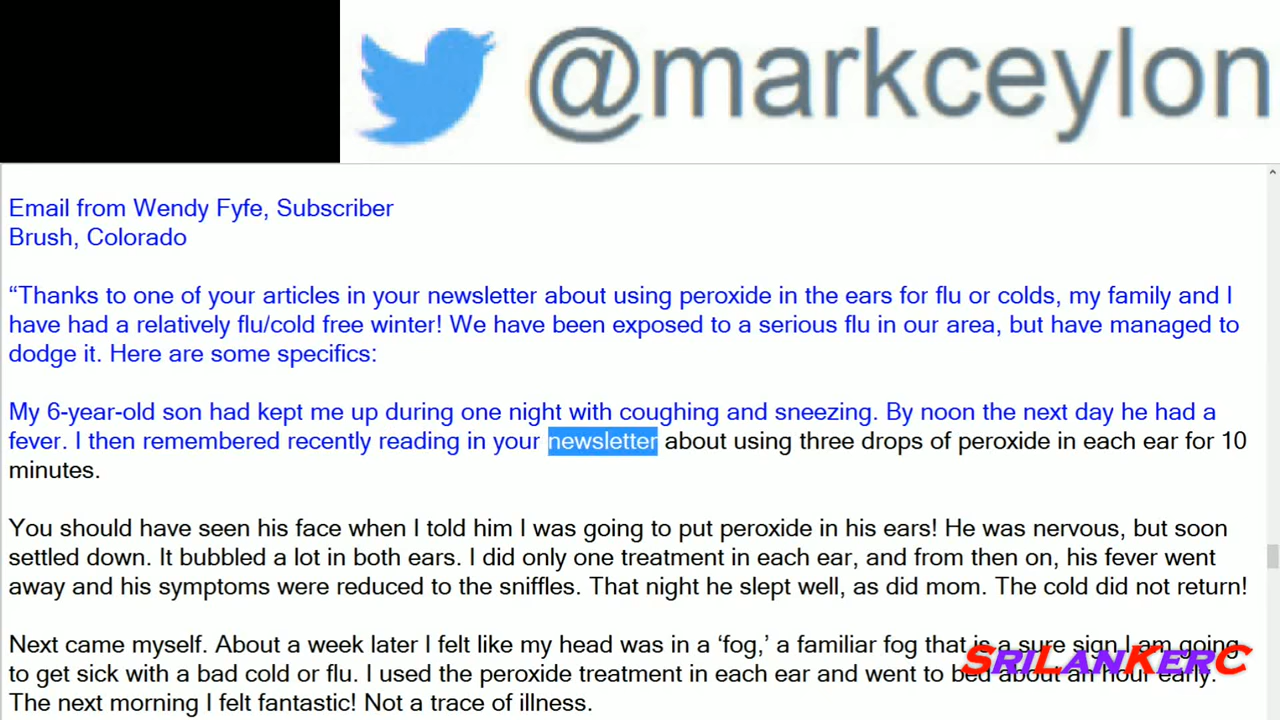 @markceylon
Email from Wendy Fyfe, Subscriber
Brush, Colorado
“Thanks to one of your articles in your newsletter about using peroxide in the ears for flu or colds, my family and I
have had a relatively flu/cold free winter! We have been exposed to a serious flu in our area, but have managed to
dodge it. Here are some specifics:
My 6-year-old son had kept me up during one night with coughing and sneezing. By noon the next day he had a
fever. I then remembered recently reading in your newsletter about using three drops of peroxide in each ear for 10
minutes.
You should have seen his face when I told him I was going to put peroxide in his ears! He was nervous, but soon
settled down. It bubbled a lot in both ears. I did only one treatment in each ear, and from then on, his fever went
away and his symptoms were reduced to the sniffles. That night he slept well, as did mom. The cold did not return!
Next came myself. About a week later I felt like my head was in a ‘fog,’ a familiar fog that is a sure sign I am going
to get sick with a bad cold or flu. I used the peroxide treatment in each ear and went to bed about an hour early.
The next morning I felt fantastic! Not a trace of illness.
SRILANKERC